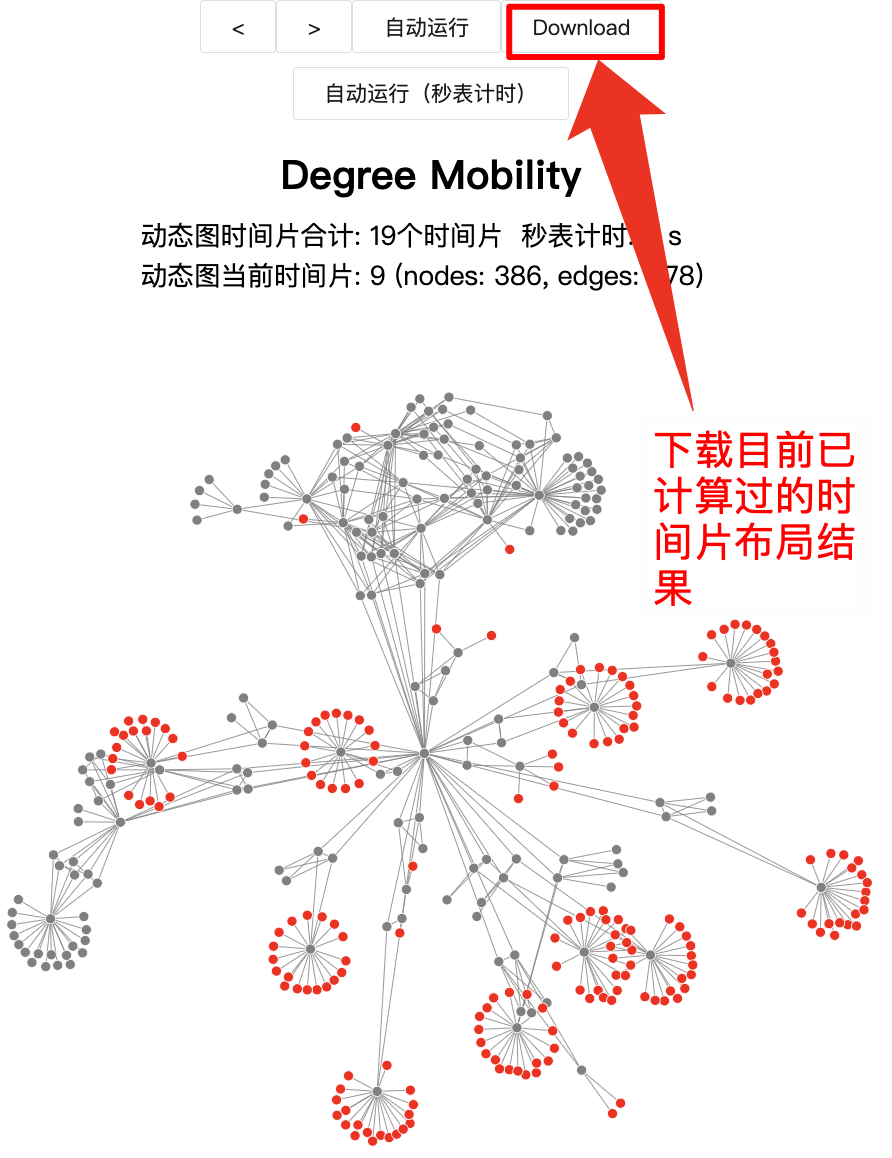 < > 自动运行 Download
自动运行（秒表计时）
Degree Mobility
动态图时间片合计: 19个时间片 秒表计时: s
动态图当前时间片: 9 (nodes: 386, edges: 78)
下载目前已
计算过的时
间片布局结
果